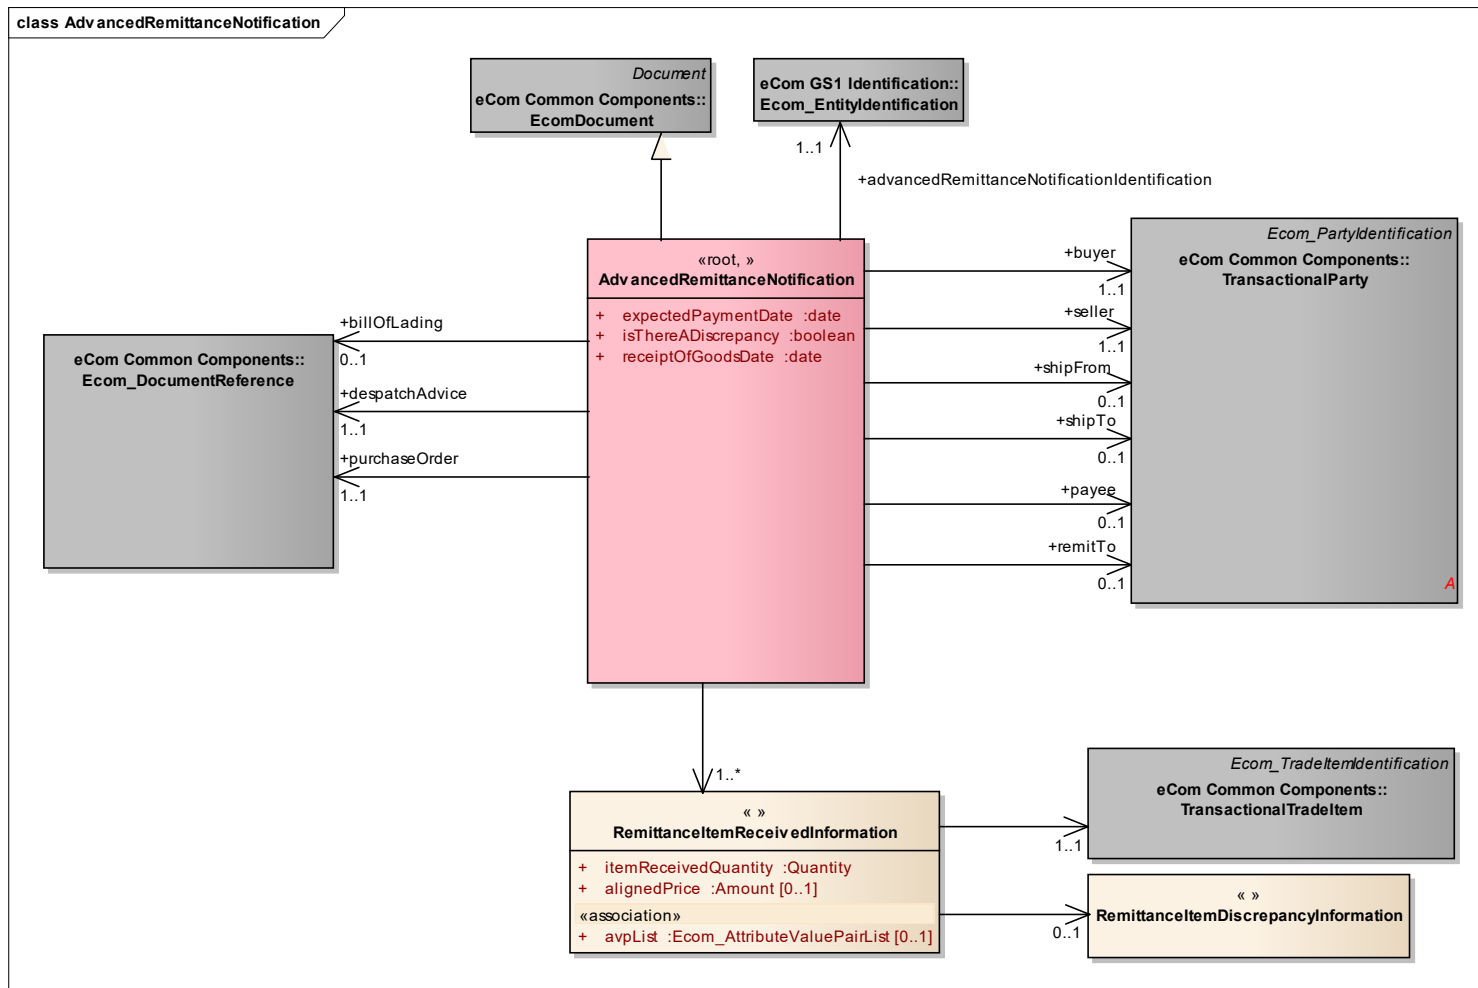 class AdvancedRemittanceNotification
Document
eCom Common Components::
EcomDocument
eCom GS1 Identification::
Ecom_EntityIdentification
1..1
+advancedRemittanceNotificationIdentification
«root, »
AdvancedRemittanceNotification
+ expectedPaymentDate :date
+ isThereADiscrepancy :boolean
+ receiptOfGoodsDate :date
Ecom_PartyIdentification
eCom Common Components::
TransactionalParty
A
+buyer
1..1
+seller
1..1
+shipFrom
0..1
+shipTo
0..1
+payee
0..1
+remitTo
0..1
+billOfLading
0..1
+despatchAdvice
1..1
+purchaseOrder
1..1
eCom Common Components::
Ecom_DocumentReference
1..*
« »
RemittanceItemReceivedInformation
+ itemReceivedQuantity :Quantity
+ alignedPrice :Amount [0..1]
«association»
+ avpList :Ecom_AttributeValuePairList [0..1]
1..1
Ecom_TradeItemIdentification
eCom Common Components::
TransactionalTradeItem
0..1
« »
RemittanceItemDiscrepancyInformation